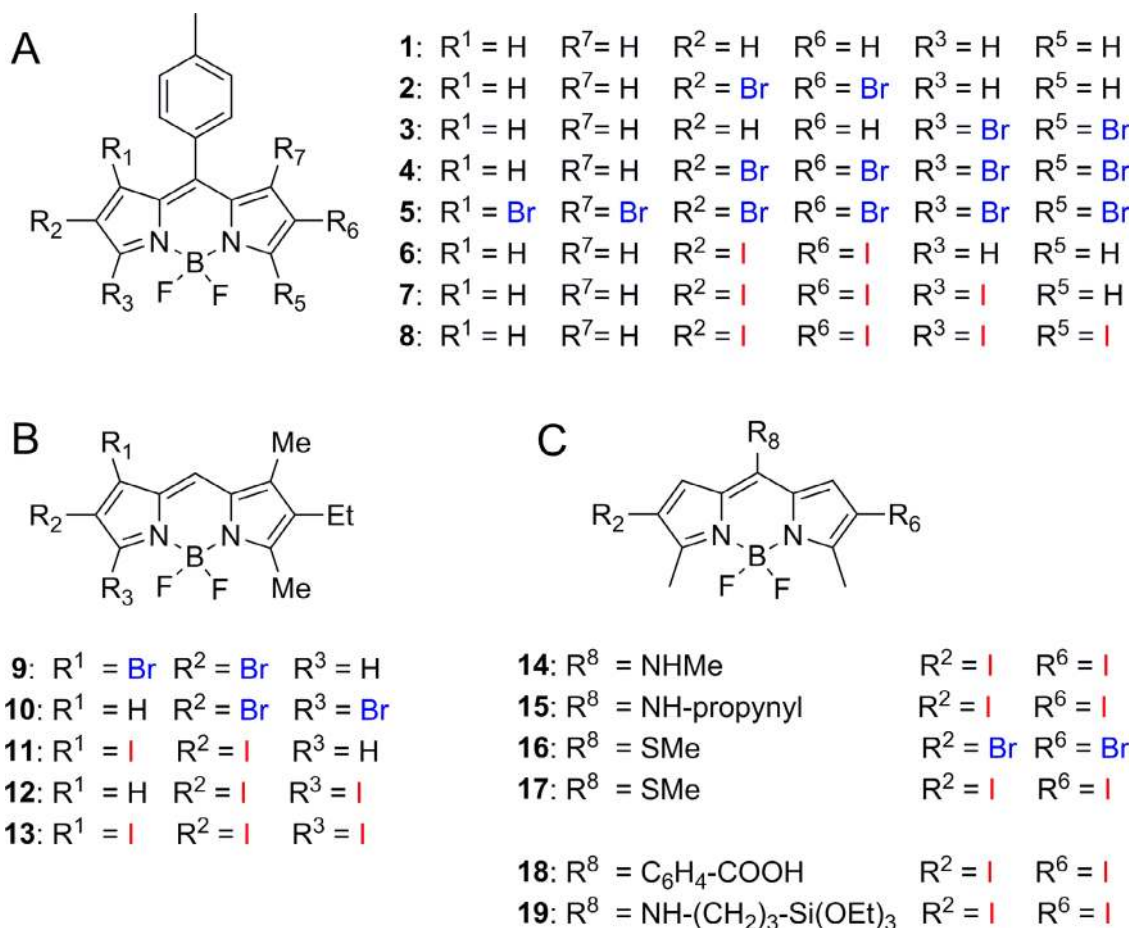 A
R₁ R₇
R₂ R₆
N N
B
F F
R₃ R₅
1: R¹ = H R⁷ = H R² = H R⁶ = H R³ = H R⁵ = H
2: R¹ = H R⁷ = H R² = Br R⁶ = Br R³ = H R⁵ = H
3: R¹ = H R⁷ = H R² = H R⁶ = H R³ = Br R⁵ = Br
4: R¹ = H R⁷ = H R² = Br R⁶ = Br R³ = Br R⁵ = Br
5: R¹ = Br R⁷ = Br R² = Br R⁶ = Br R³ = Br R⁵ = Br
6: R¹ = H R⁷ = H R² = I R⁶ = I R³ = H R⁵ = H
7: R¹ = H R⁷ = H R² = I R⁶ = I R³ = I R⁵ = H
8: R¹ = H R⁷ = H R² = I R⁶ = I R³ = I R⁵ = I
B
R₁ Me
R₂ Et
N N
B
F F
R₃ Me
9: R¹ = Br R² = Br R³ = H
10: R¹ = H R² = Br R³ = Br
11: R¹ = I R² = I R³ = H
12: R¹ = H R² = I R³ = I
13: R¹ = I R² = I R³ = I
C
R₈
R₂ R₆
N N
B
F F
14: R⁸ = NHMe R² = I R⁶ = I
15: R⁸ = NH-propynyl R² = I R⁶ = I
16: R⁸ = SMe R² = Br R⁶ = Br
17: R⁸ = SMe R² = I R⁶ = I
18: R⁸ = C₆H₄-COOH R² = I R⁶ = I
19: R⁸ = NH-(CH₂)₃-Si(OEt)₃ R² = I R⁶ = I